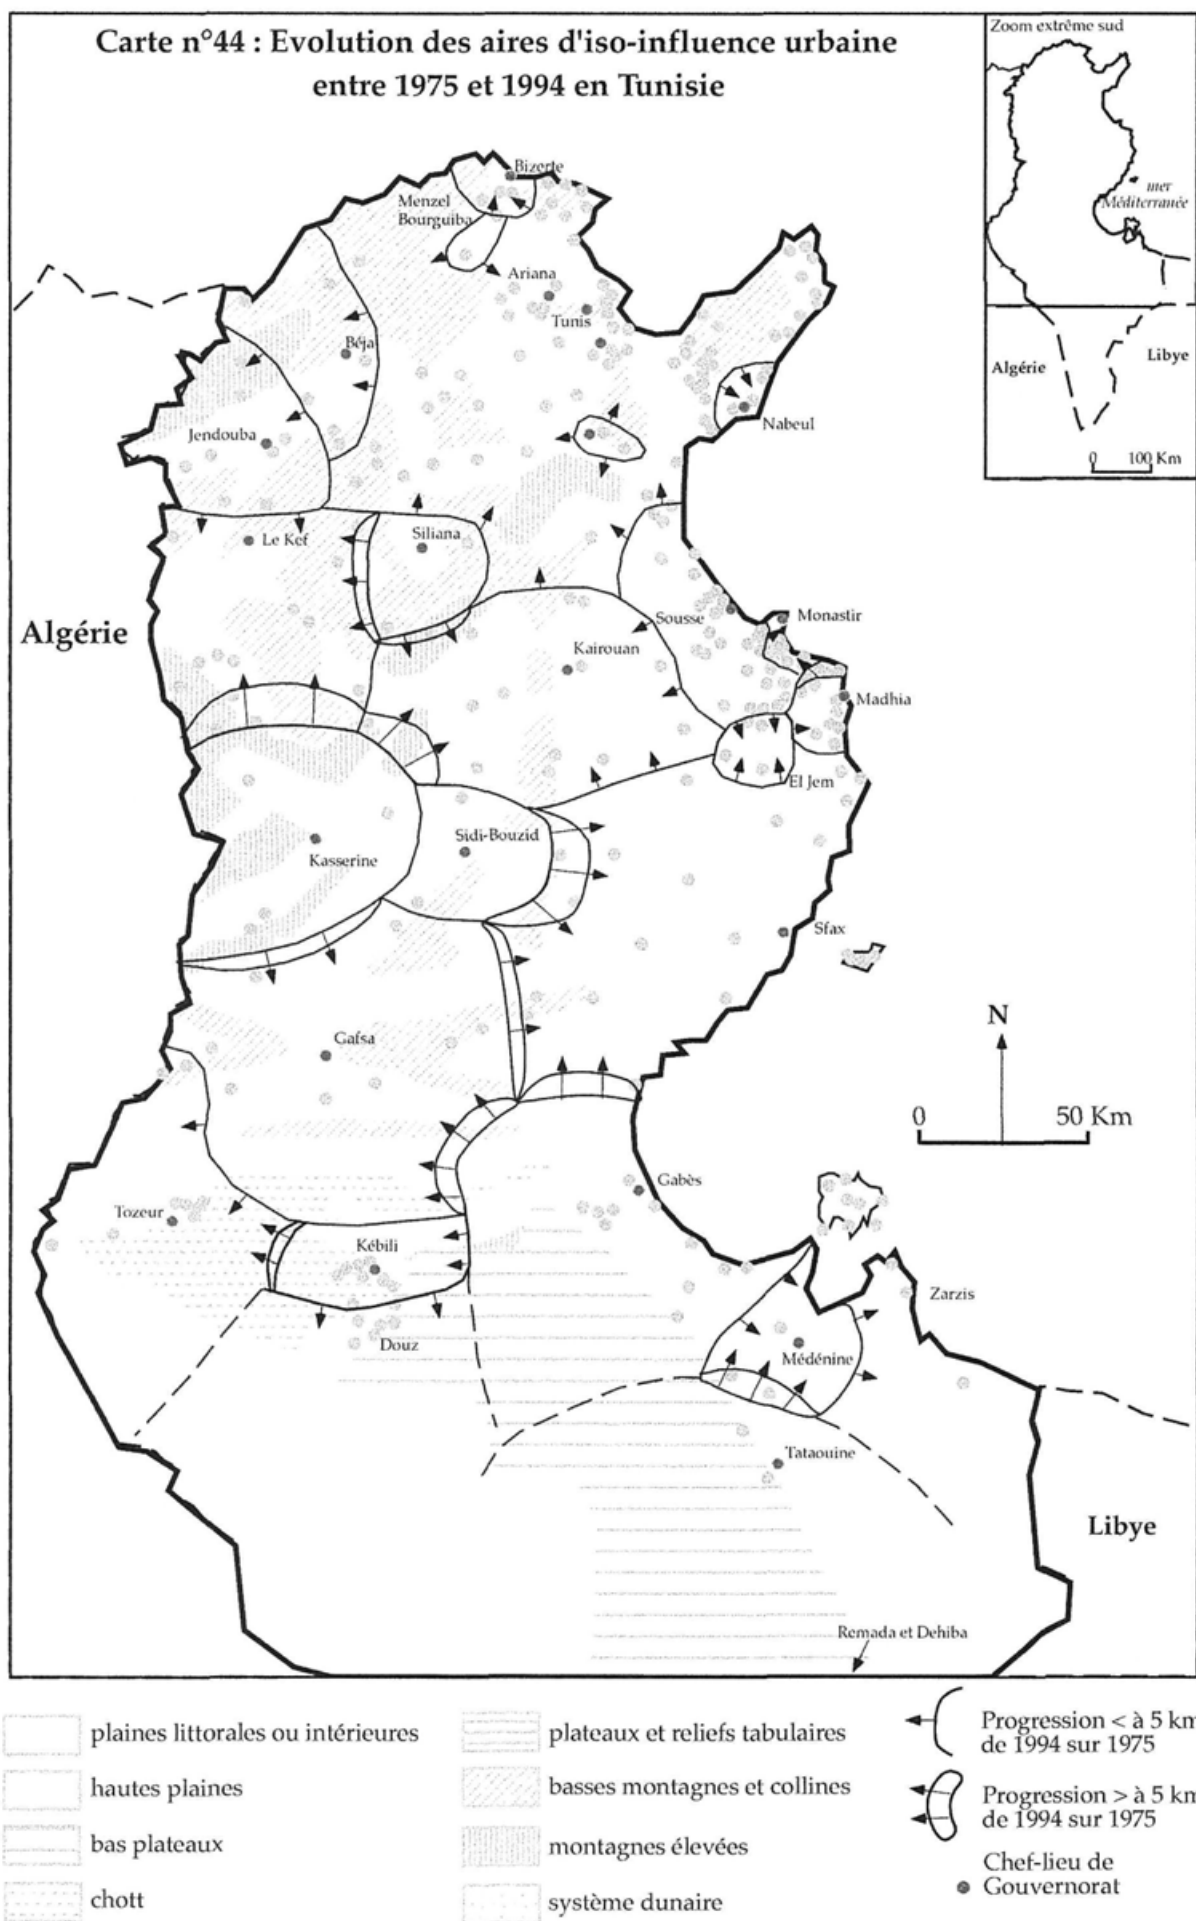 Carte n°44 : Evolution des aires d'iso-influence urbaine
entre 1975 et 1994 en Tunisie
Zoom extrême sud
mer
Méditerranée
Algérie
Libye
0 100 Km
Bizerte
Menzel
Bourguiba
Ariana
Tunis
Béja
Jendouba
Nabeul
Le Kef
Siliana
Algérie
Sousse
Monastir
Kairouan
Madhia
El Jem
Sidi-Bouzid
Kasserine
Sfax
Gafsa
N
0 50 Km
Gabès
Tozeur
Kébili
Zarzis
Douz
Médénine
Tataouine
Libye
Remada et Dehiba
plaines littorales ou intérieures
hautes plaines
bas plateaux
chott
plateaux et reliefs tabulaires
basses montagnes et collines
montagnes élevées
système dunaire
Progression < à 5 km
de 1994 sur 1975
Progression > à 5 km
de 1994 sur 1975
Chef-lieu de
Gouvernorat